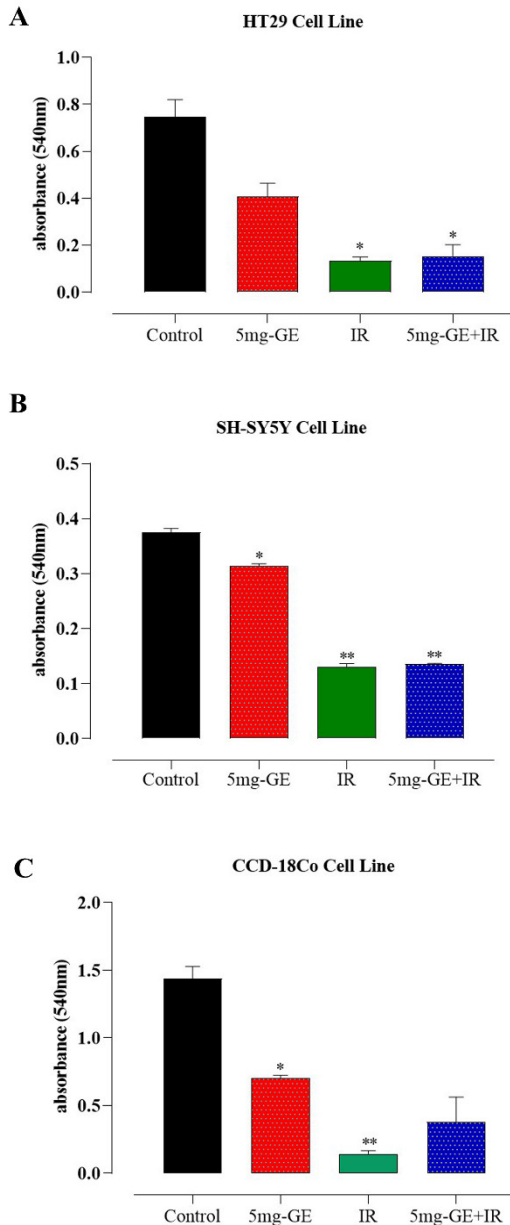 A
HT29 Cell Line
absorbance (540nm)
1.0
0.8
0.6
0.4
0.2
0.0
*
*
Control 5mg-GE IR 5mg-GE+IR
B
SH-SY5Y Cell Line
absorbance (540nm)
0.5
0.4
0.3
0.2
0.1
0.0
*
**
**
Control 5mg-GE IR 5mg-GE+IR
C
CCD-18Co Cell Line
absorbance (540nm)
2.0
1.5
1.0
0.5
0.0
*
**
Control 5mg-GE IR 5mg-GE+IR